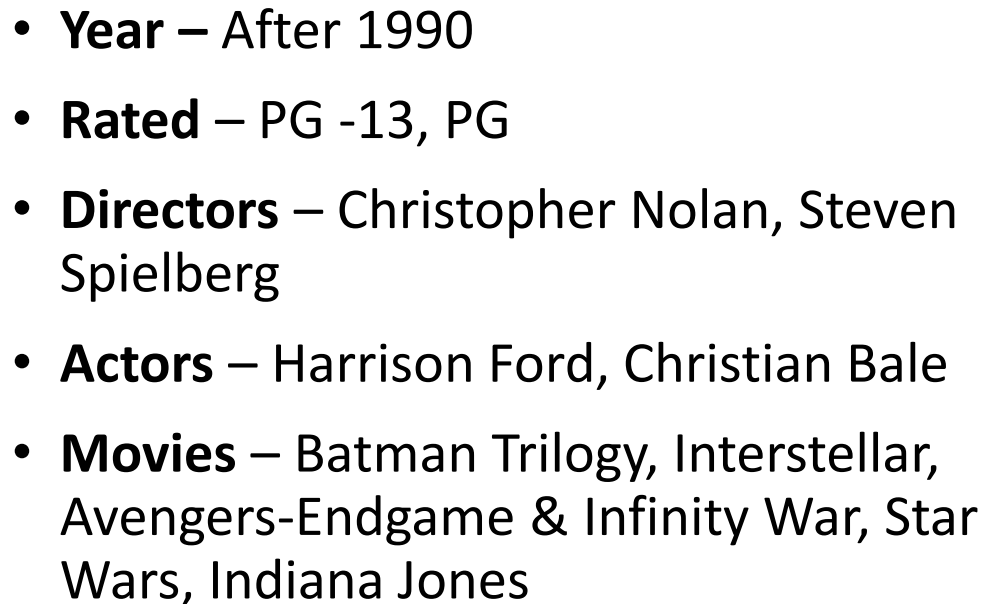 • Year – After 1990
• Rated – PG -13, PG
• Directors – Christopher Nolan, Steven
Spielberg
• Actors – Harrison Ford, Christian Bale
• Movies – Batman Trilogy, Interstellar,
Avengers-Endgame & Infinity War, Star
Wars, Indiana Jones